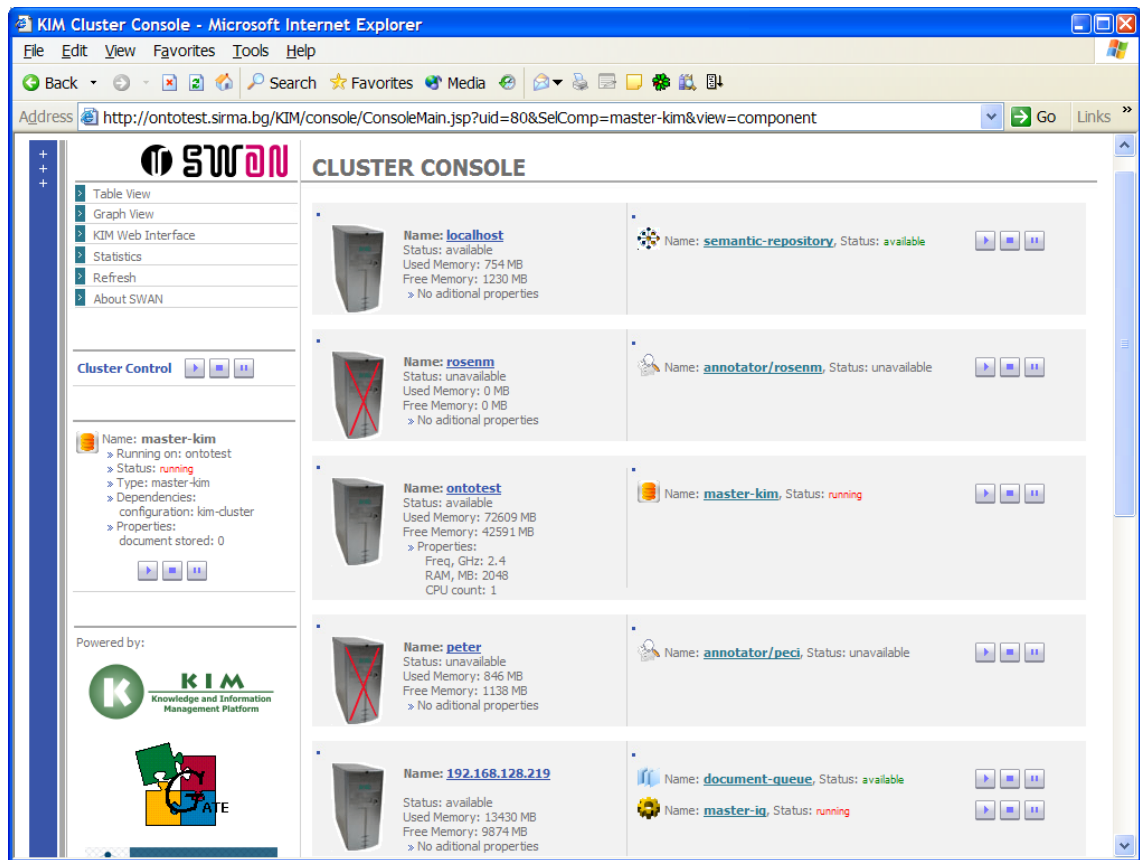 KIM Cluster Console - Microsoft Internet Explorer
File Edit View Favorites Tools Help
Back Search Favorites Media
Address http://ontotest.sirma.bg/KIM/console/ConsoleMain.jsp?uid=80&SelComp=master-kim&view=component Go Links »
+
+
+
SWAN
Table View
Graph View
KIM Web Interface
Statistics
Refresh
About SWAN
Cluster Control
Name: master-kim
» Running on: ontotest
» Status: running
» Type: master-kim
» Dependencies:
configuration: kim-cluster
» Properties:
document stored: 0
Powered by:
K
KIM
Knowledge and Information
Management Platform
GATE
CLUSTER CONSOLE
Name: localhost
Status: available
Used Memory: 754 MB
Free Memory: 1230 MB
» No aditional properties
Name: semantic-repository, Status: available
Name: rosenm
Status: unavailable
Used Memory: 0 MB
Free Memory: 0 MB
» No aditional properties
Name: annotator/rosenm, Status: unavailable
Name: ontotest
Status: available
Used Memory: 72609 MB
Free Memory: 42591 MB
» Properties:
Freq, GHz: 2.4
RAM, MB: 2048
CPU count: 1
Name: master-kim, Status: running
Name: peter
Status: unavailable
Used Memory: 846 MB
Free Memory: 1138 MB
» No aditional properties
Name: annotator/peci, Status: unavailable
Name: 192.168.128.219
Status: available
Used Memory: 13430 MB
Free Memory: 9874 MB
» No aditional properties
Name: document-queue, Status: available
Name: master-iq, Status: running